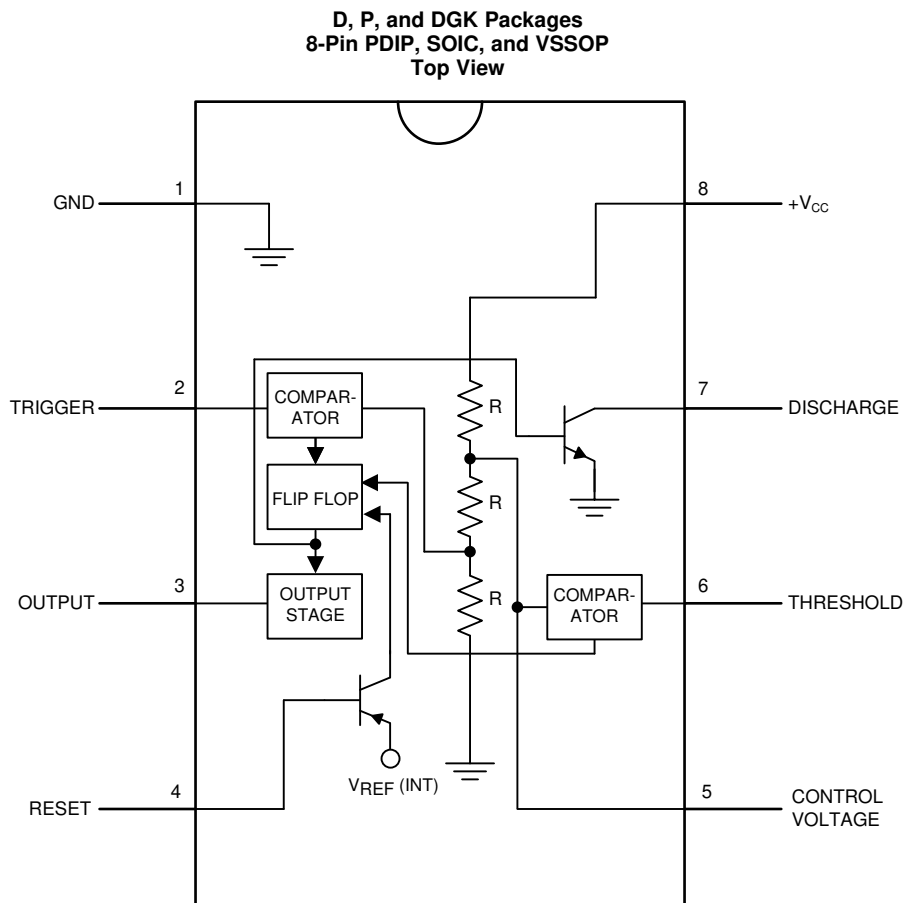 D, P, and DGK Packages
8-Pin PDIP, SOIC, and VSSOP
Top View
1
GND
8
+VCC
2
TRIGGER
COMPAR-
ATOR
R
7
DISCHARGE
FLIP FLOP
R
3
OUTPUT
OUTPUT
STAGE
R
COMPAR-
ATOR
6
THRESHOLD
VREF (INT)
4
RESET
5
CONTROL
VOLTAGE